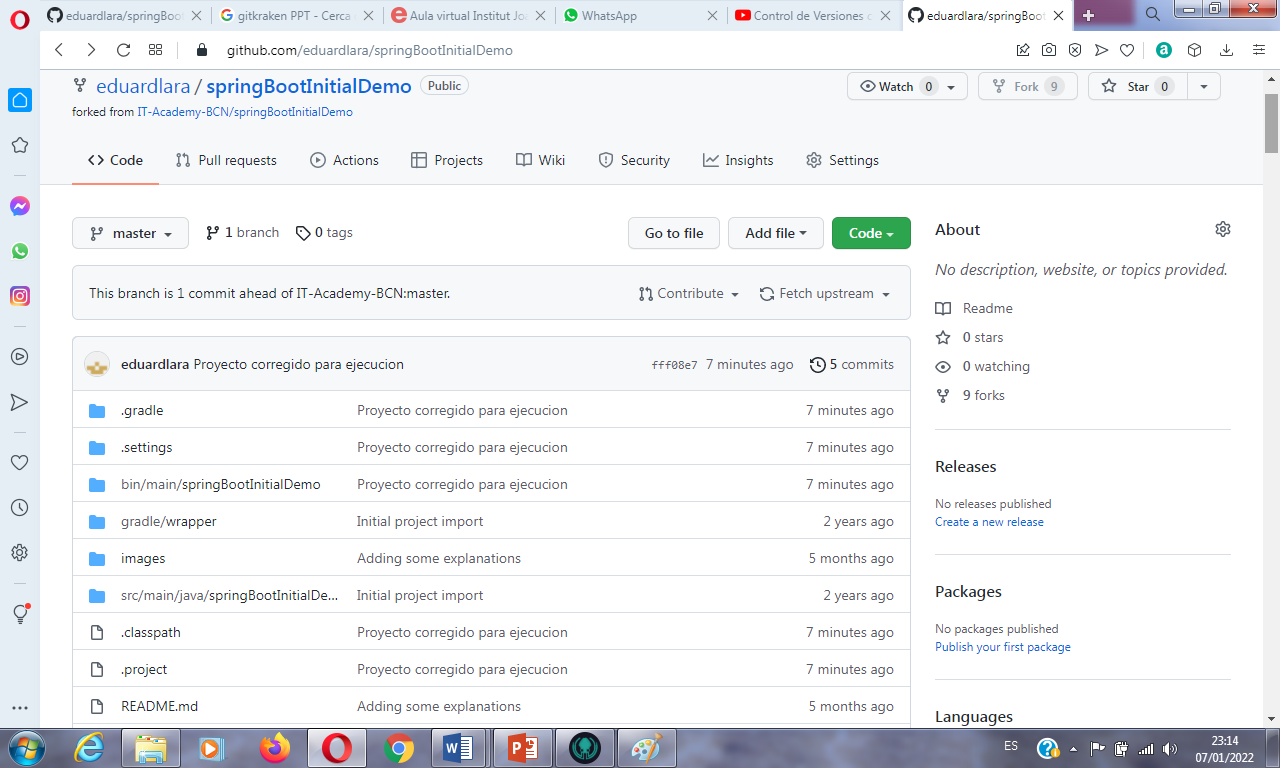 eduardlara/springBoot
gitkraken PPT - Cerca
Aula virtual Institut Joa
WhatsApp
Control de Versiones c
eduardlara/springBoot
github.com/eduardlara/springBootInitialDemo
eduardlara / springBootInitialDemo Public
Watch 0
Fork 9
Star 0
forked from IT-Academy-BCN/springBootInitialDemo
Code
Pull requests
Actions
Projects
Wiki
Security
Insights
Settings
master
1 branch
0 tags
Go to file
Add file
Code
This branch is 1 commit ahead of IT-Academy-BCN:master.
Contribute
Fetch upstream
eduardlara Proyecto corregido para ejecucion fff08e7 7 minutes ago 5 commits
.gradle Proyecto corregido para ejecucion 7 minutes ago
.settings Proyecto corregido para ejecucion 7 minutes ago
bin/main/springBootInitialDemo Proyecto corregido para ejecucion 7 minutes ago
gradle/wrapper Initial project import 2 years ago
images Adding some explanations 5 months ago
src/main/java/springBootInitialDe... Initial project import 2 years ago
.classpath Proyecto corregido para ejecucion 7 minutes ago
.project Proyecto corregido para ejecucion 7 minutes ago
README.md Adding some explanations 5 months ago
About
No description, website, or topics provided.
Readme
0 stars
0 watching
9 forks
Releases
No releases published
Create a new release
Packages
No packages published
Publish your first package
Languages
ES
23:14
07/01/2022